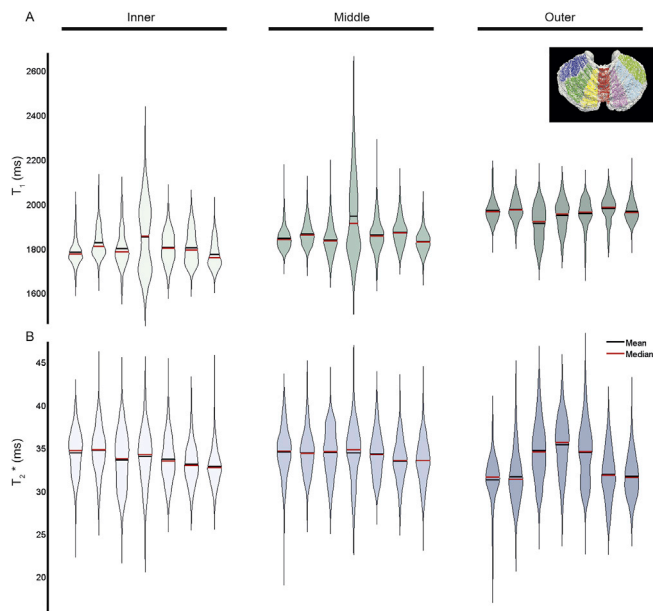 A
Inner
Middle
Outer
2600
2400
2200
2000
1800
1600
T1 (ms)
B
Mean
Median
45
40
35
30
25
20
T2 * (ms)